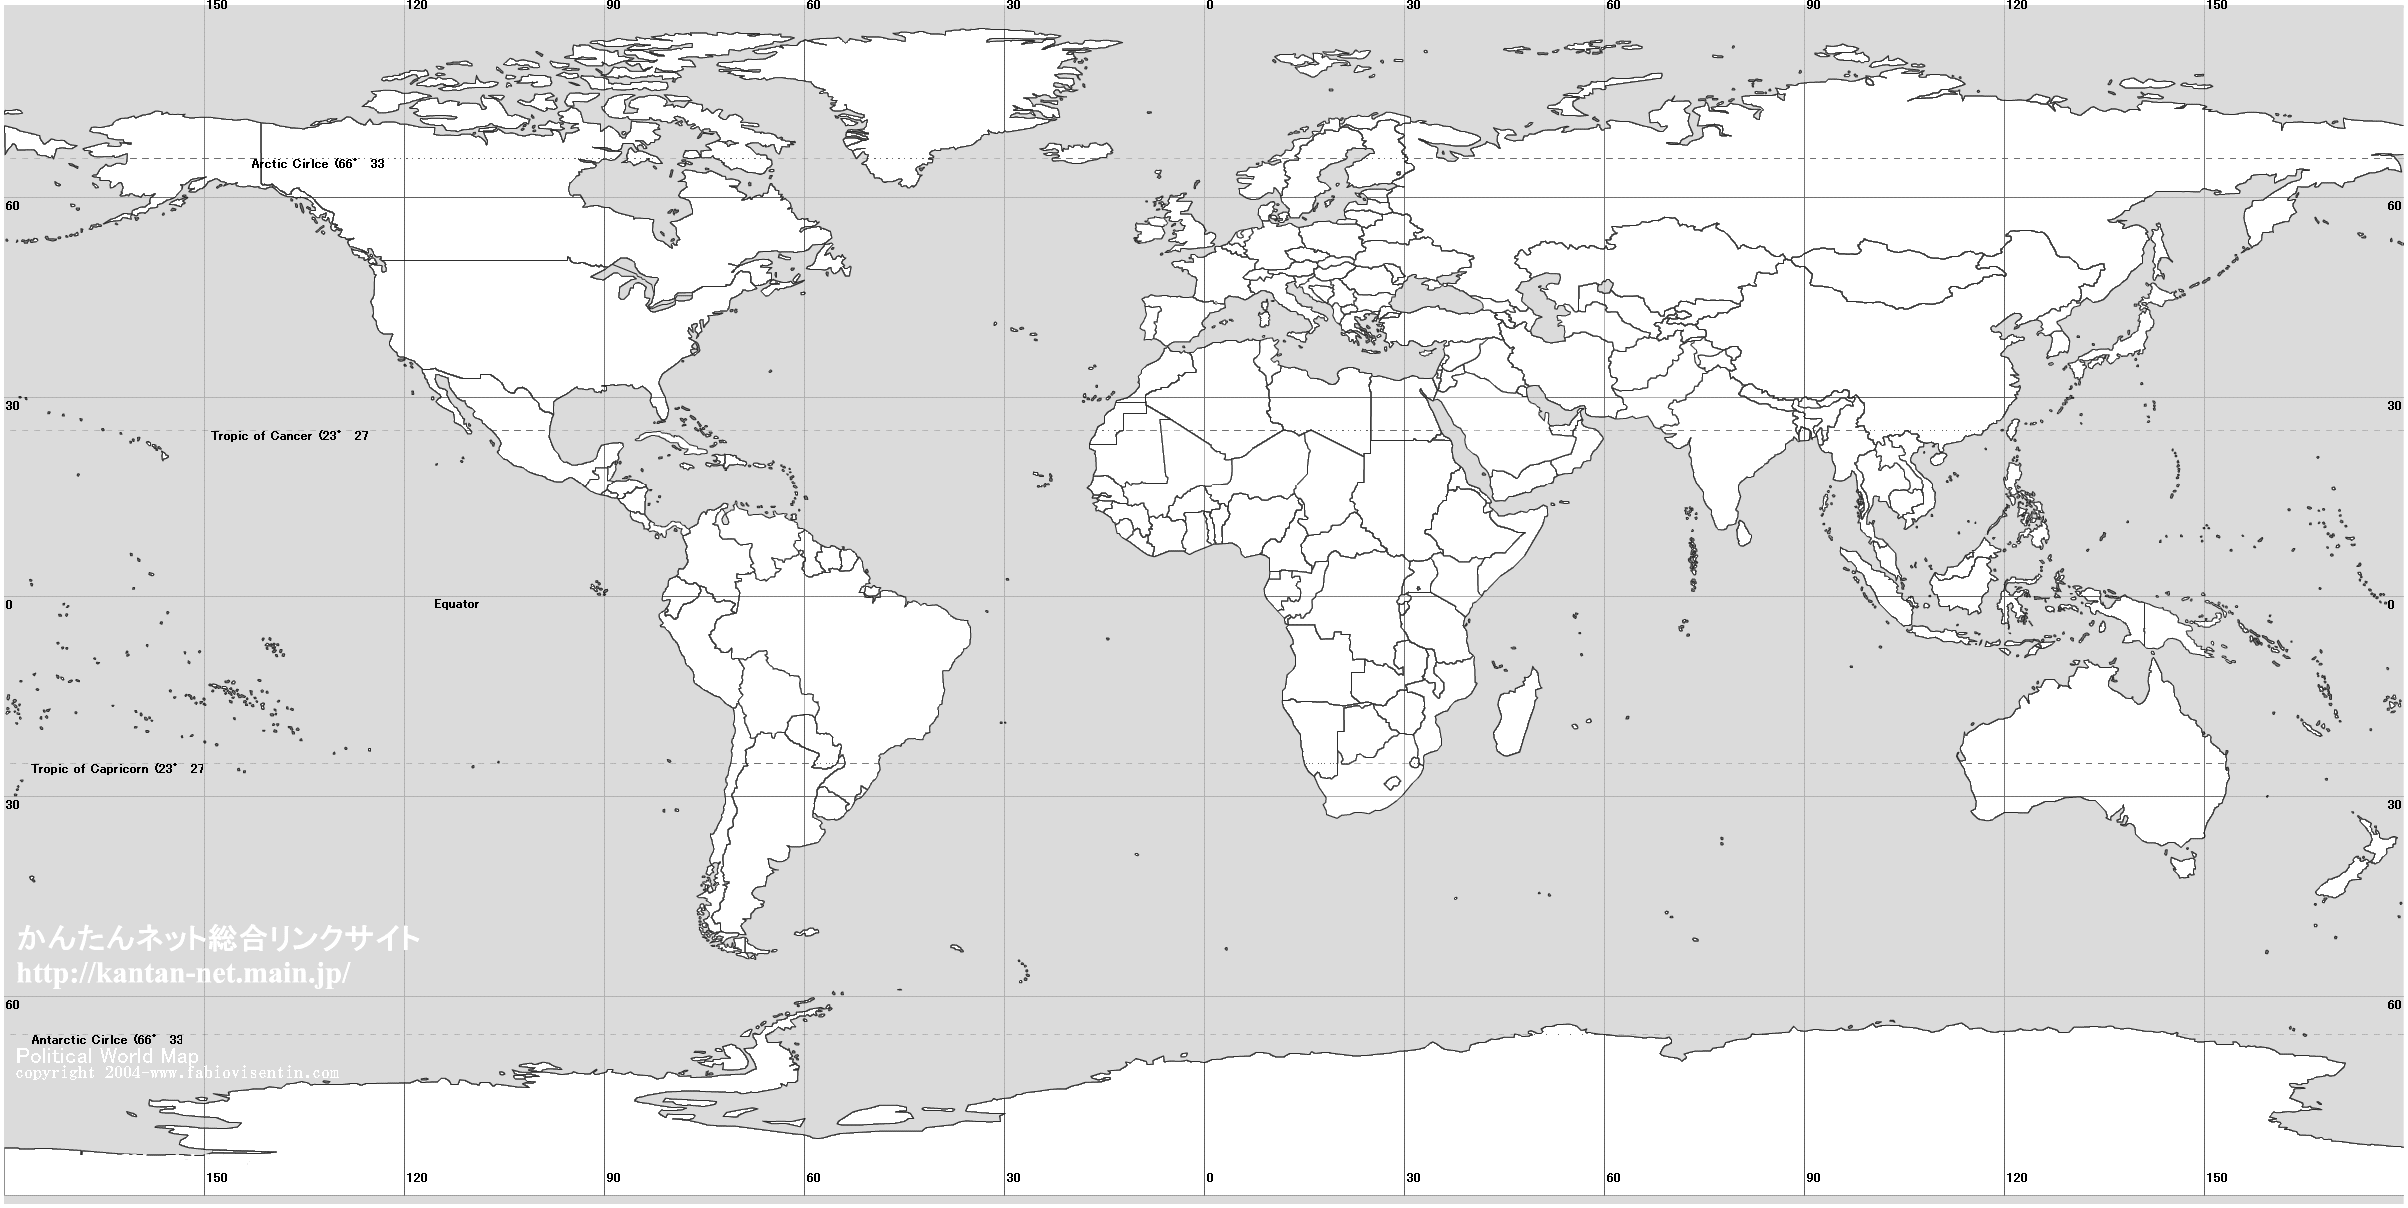 150 120 90 60 30 0 30 60 90 120 150
Arctic Cirlce (66° 33
60 60
30 30
Tropic of Cancer (23° 27
0 Equator 0
Tropic of Capricorn (23° 27
30 30
かんたんネット総合リンクサイト
http://kantan-net.main.jp/
60 60
Antarctic Cirlce (66° 33
Political World Map
copyright 2004-www.fabiovisentin.com
150 120 90 60 30 0 30 60 90 120 150